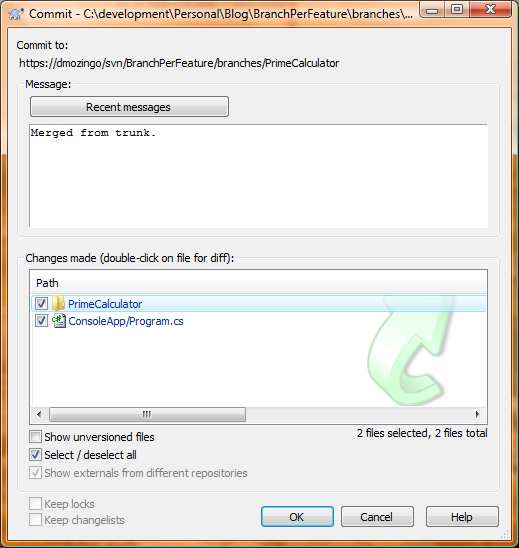 Commit - C:\development\Personal\Blog\BranchPerFeature\branches\...
Commit to:
https://dmozingo/svn/BranchPerFeature/branches/PrimeCalculator
Message:
Recent messages
Merged from trunk.
Changes made (double-click on file for diff):
Path
PrimeCalculator
ConsoleApp/Program.cs
2 files selected, 2 files total
Show unversioned files
Select / deselect all
Show externals from different repositories
Keep locks
Keep changelists
OK Cancel Help